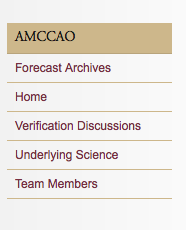 AMCCAO
Forecast Archives
Home
Verification Discussions
Underlying Science
Team Members